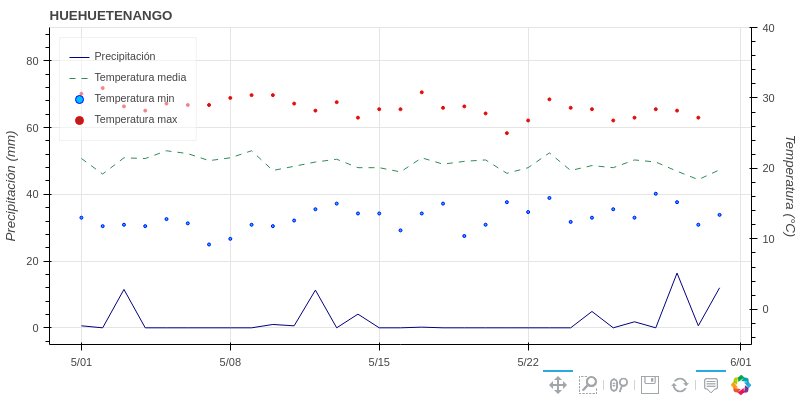 HUEHUETENANGO
Precipitación
Temperatura media
Temperatura min
Temperatura max
Precipitación (mm)
80
60
40
20
0
Temperatura (°C)
40
30
20
10
0
5/01
5/08
5/15
5/22
6/01